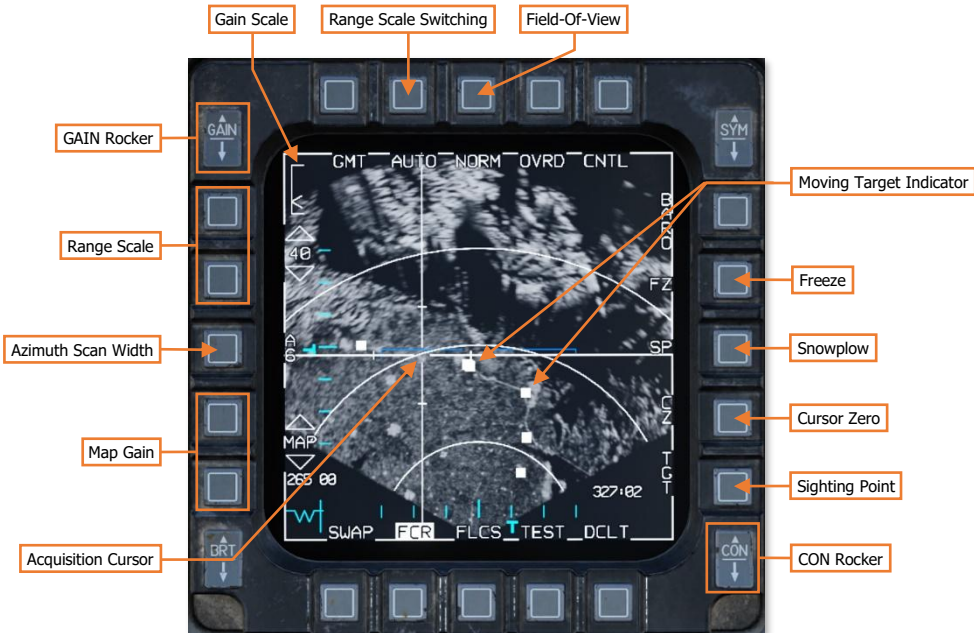 Gain Scale
Range Scale Switching
Field-Of-View
GAIN
SYM
GAIN Rocker
GMT AUTO NORM OVRD CNTL
Moving Target Indicator
BARO
Range Scale
40
FZ
Freeze
Azimuth Scan Width
A6
SP
Snowplow
CZ
Cursor Zero
Map Gain
MAP
TGT
265 00
327:02
Sighting Point
SWAP FCR FLCS TEST DCLT
Acquisition Cursor
BRT
CON
CON Rocker